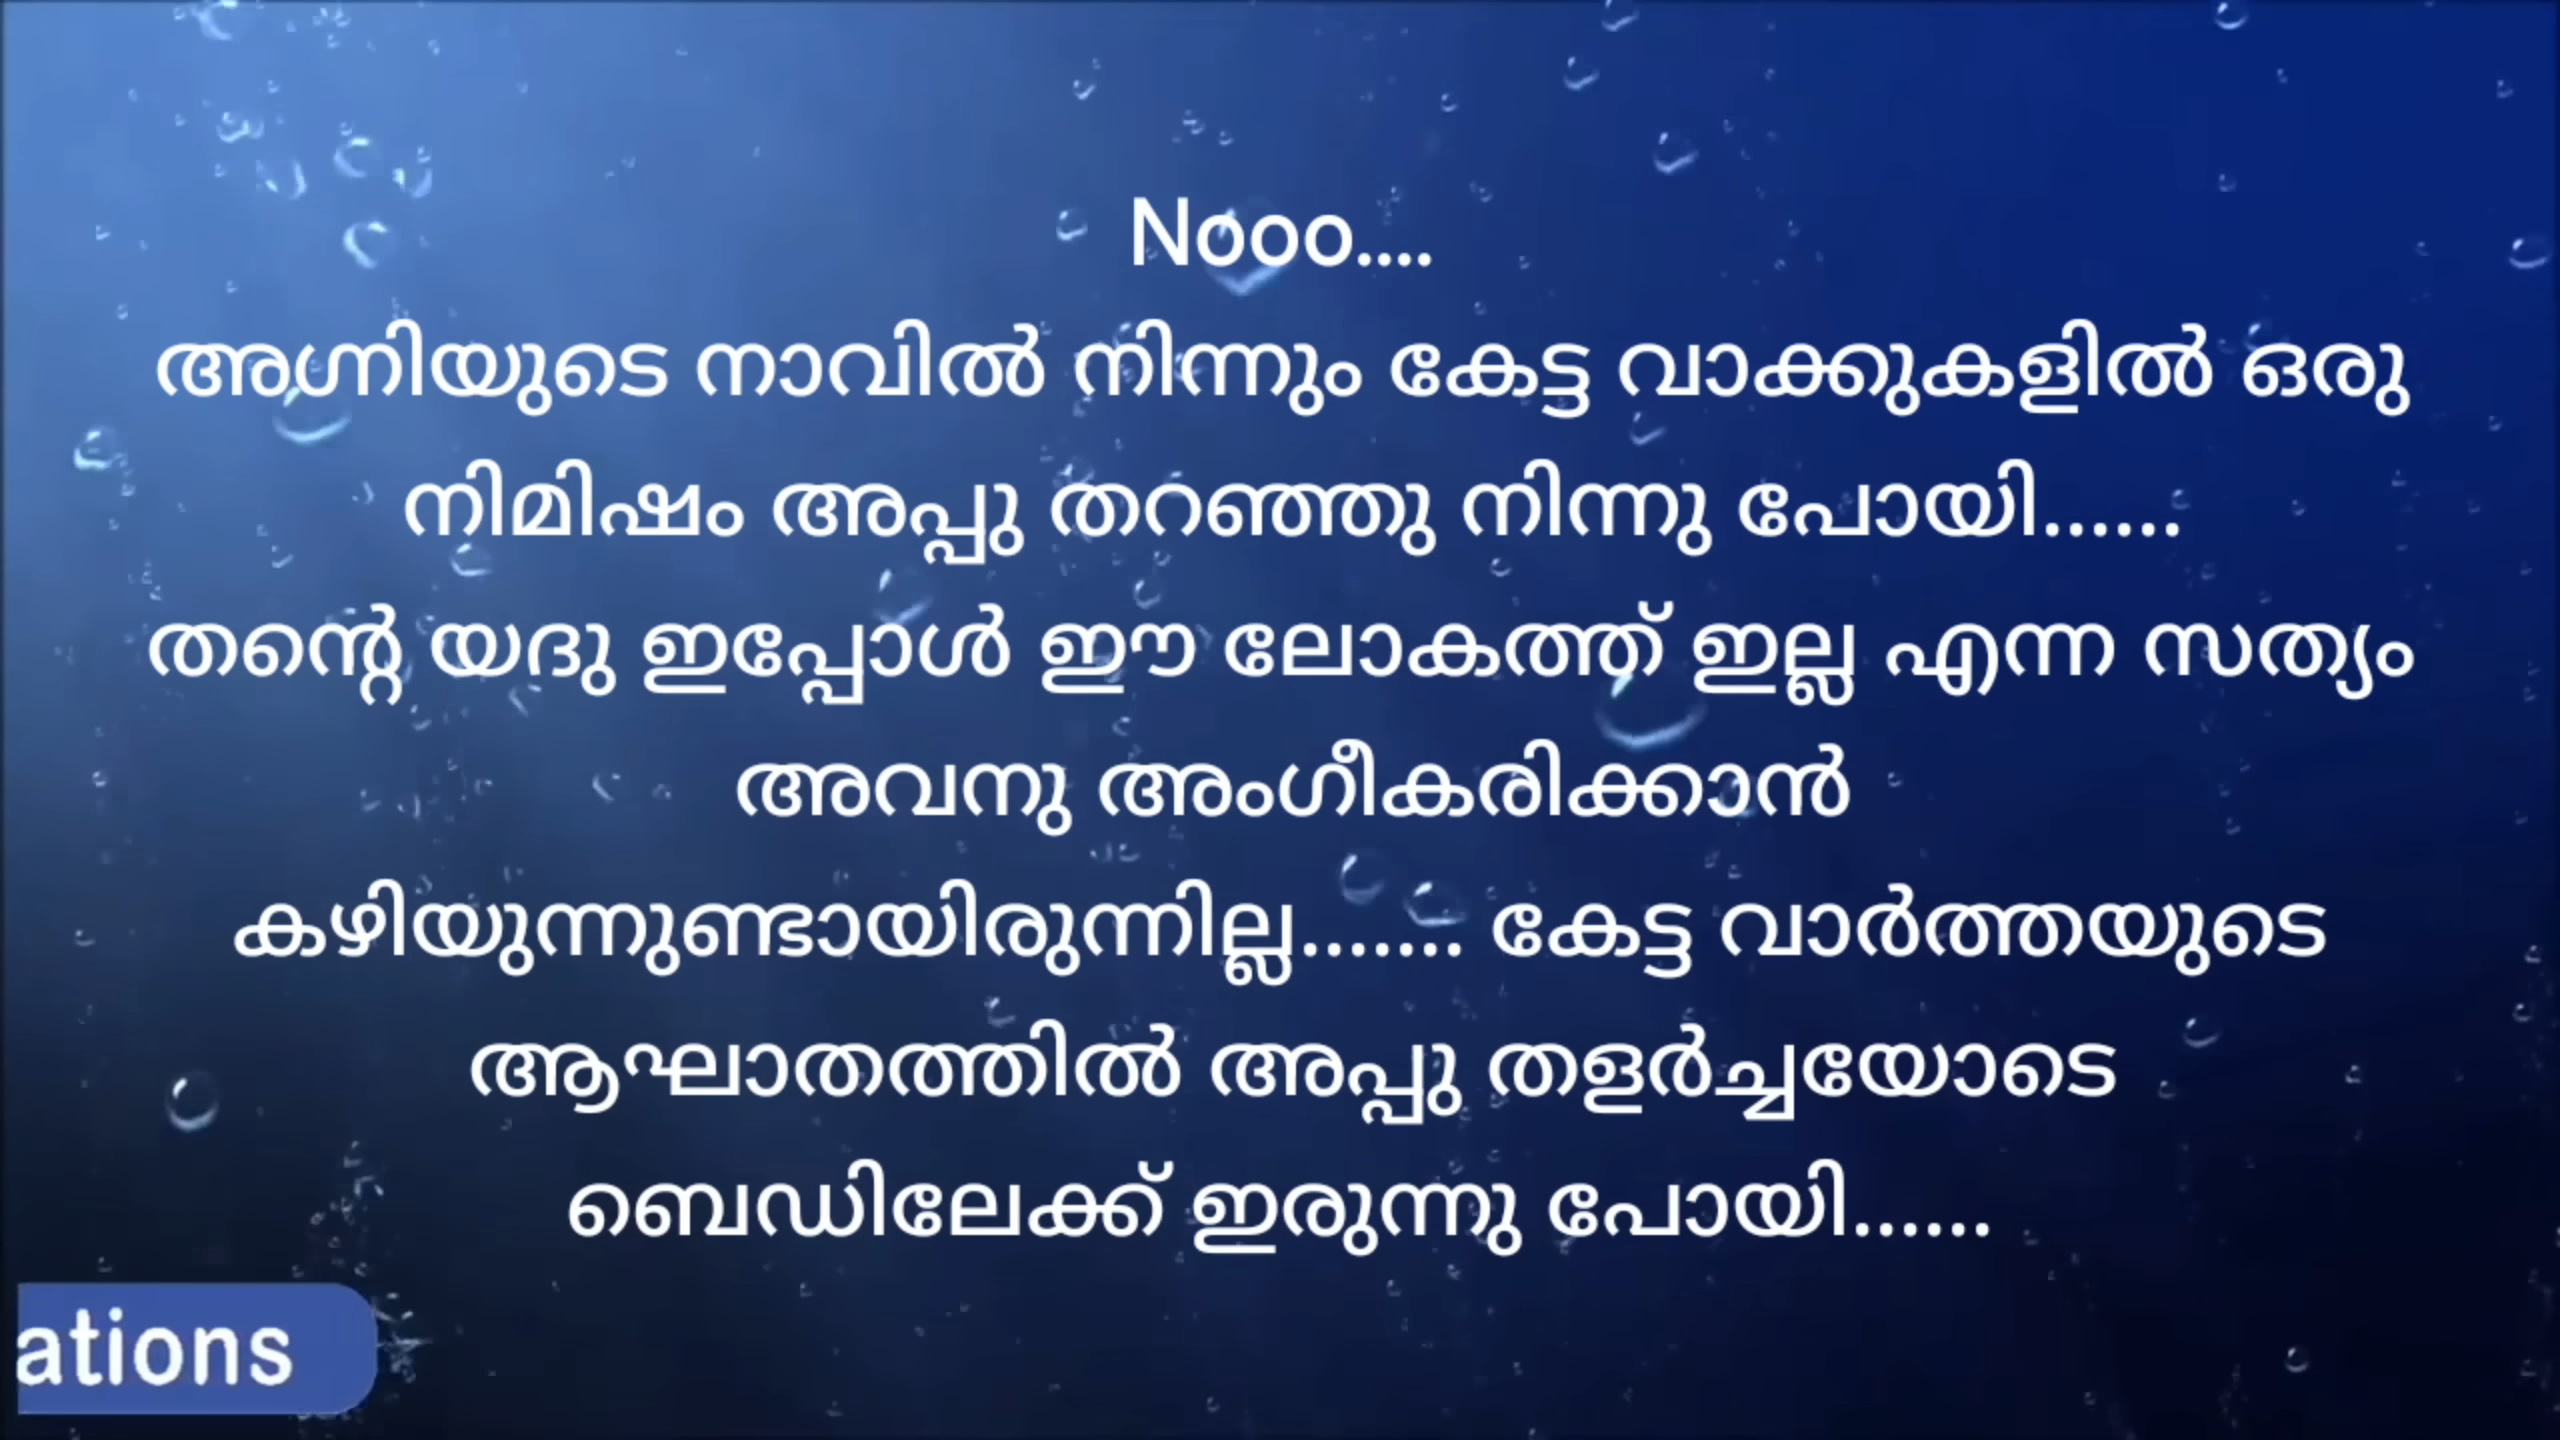 Nooo....
അഗ്നിയുടെ നാവിൽ നിന്നും കേട്ട വാക്കുകളിൽ ഒരു
നിമിഷം അപ്പു തറഞ്ഞു നിന്നു പോയി......
തന്റെ യദു ഇപ്പോൾ ഈ ലോകത്ത് ഇല്ല എന്ന സത്യം
അവനു അംഗീകരിക്കാൻ
കഴിയുന്നുണ്ടായിരുന്നില്ല....... കേട്ട വാർത്തയുടെ
ആഘാതത്തിൽ അപ്പു തളർച്ചയോടെ
ബെഡിലേക്ക് ഇരുന്നു പോയി......
ations